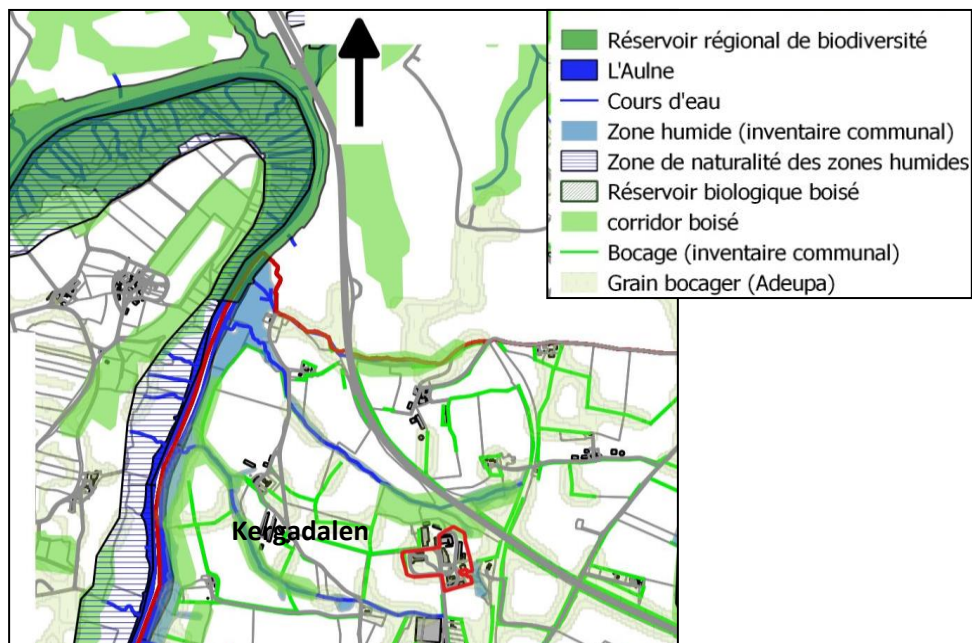 Réservoir régional de biodiversité
L'Aulne
Cours d'eau
Zone humide (inventaire communal)
Zone de naturalité des zones humides
Réservoir biologique boisé
corridor boisé
Bocage (inventaire communal)
Grain bocager (Adeupa)
Kergadalen